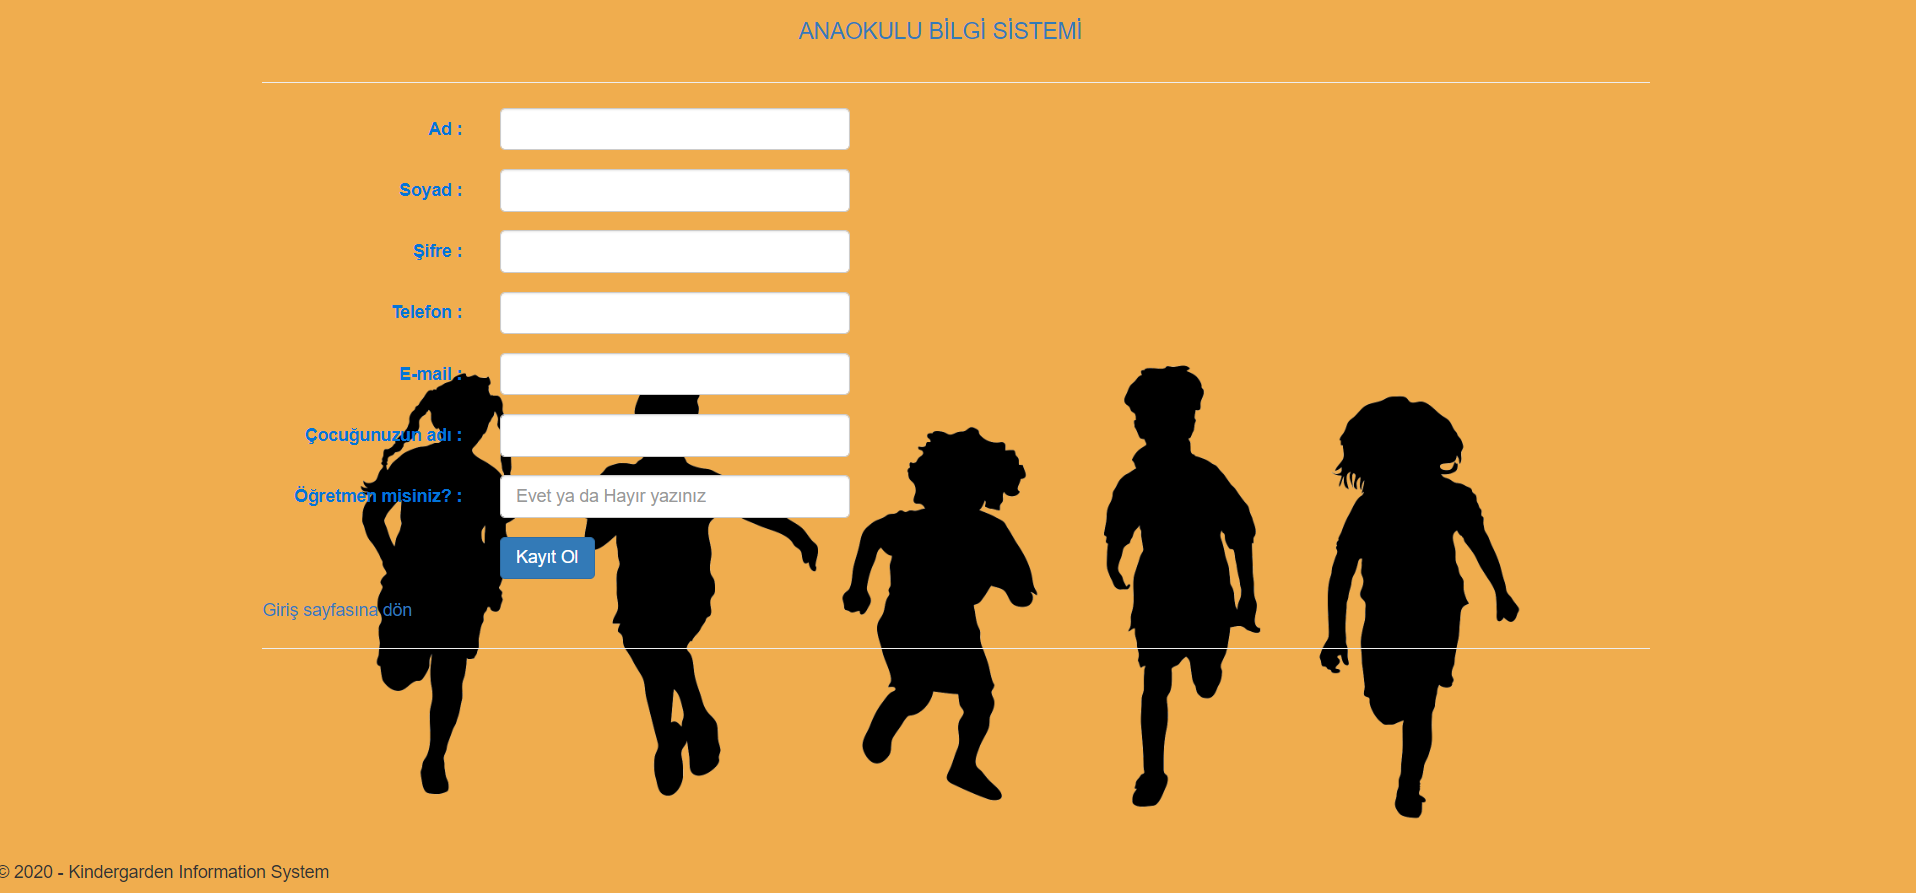 ANAOKULU BİLGİ SİSTEMİ
Ad :
Soyad :
Şifre :
Telefon :
E-mail :
Çocuğunuzun adı :
Öğretmen misiniz? : Evet ya da Hayır yazınız
Kayıt Ol
Giriş sayfasına dön
© 2020 - Kindergarden Information System